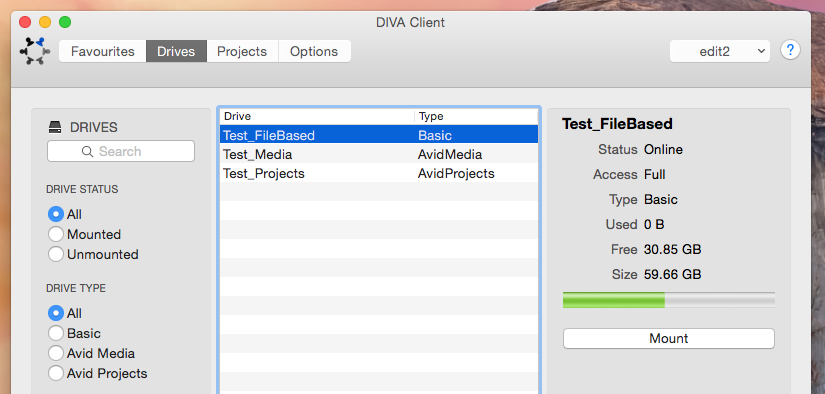 DIVA Client
Favourites Drives Projects Options
edit2
?
DRIVES
Search
DRIVE STATUS
All
Mounted
Unmounted
DRIVE TYPE
All
Basic
Avid Media
Avid Projects
Drive Type
Test_FileBased Basic
Test_Media AvidMedia
Test_Projects AvidProjects
Test_FileBased
Status Online
Access Full
Type Basic
Used 0 B
Free 30.85 GB
Size 59.66 GB
Mount